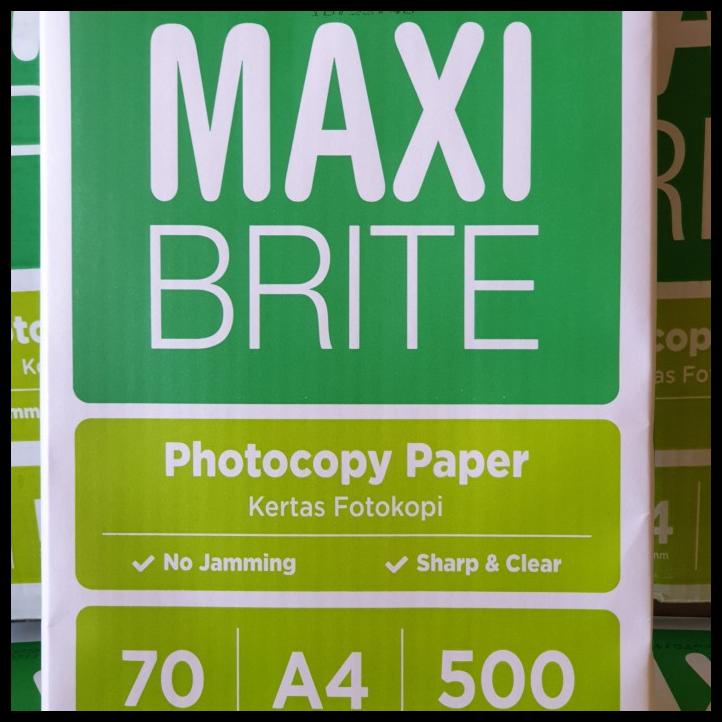 MAXI
BRITE
Photocopy Paper
Kertas Fotokopi
No Jamming
Sharp & Clear
70
A4
500